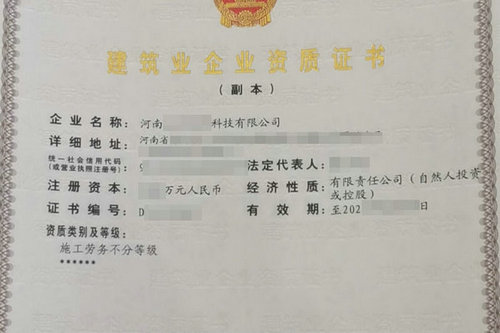 建筑业企业资质证书
(副本)
企业名称：河南 科技有限公司
详细地址：河南省
统一社会信用代码
(或营业执照注册号)： 法定代表人：
注册资本： 万元人民币 经济性质：有限责任公司（自然人投资
或控股）
证书编号：D 有效期：至202 日
资质类别及等级：
施工劳务不分等级
******